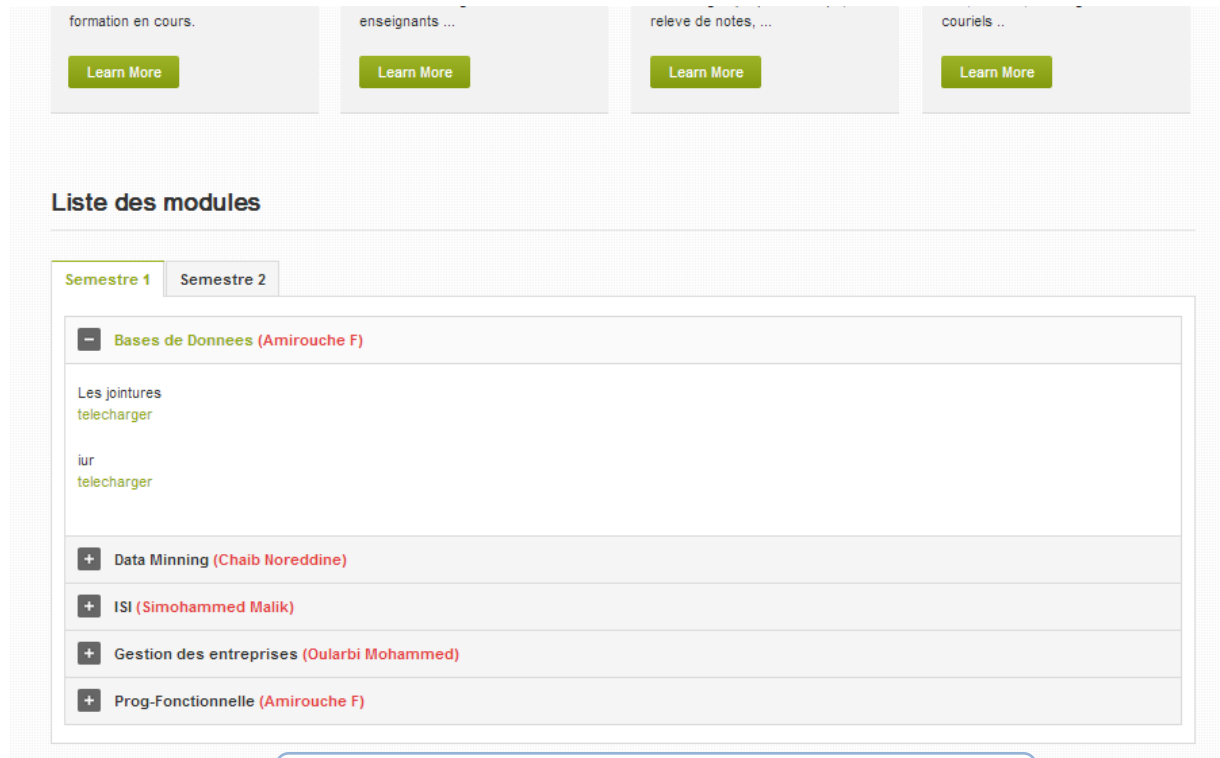 formation en cours.
enseignants ...
releve de notes, ...
couriels ..
Learn More
Learn More
Learn More
Learn More
Liste des modules
Semestre 1
Semestre 2
Bases de Donnees (Amirouche F)
Les jointures
telecharger
iur
telecharger
Data Minning (Chaib Noreddine)
ISI (Simohammed Malik)
Gestion des entreprises (Oularbi Mohammed)
Prog-Fonctionnelle (Amirouche F)